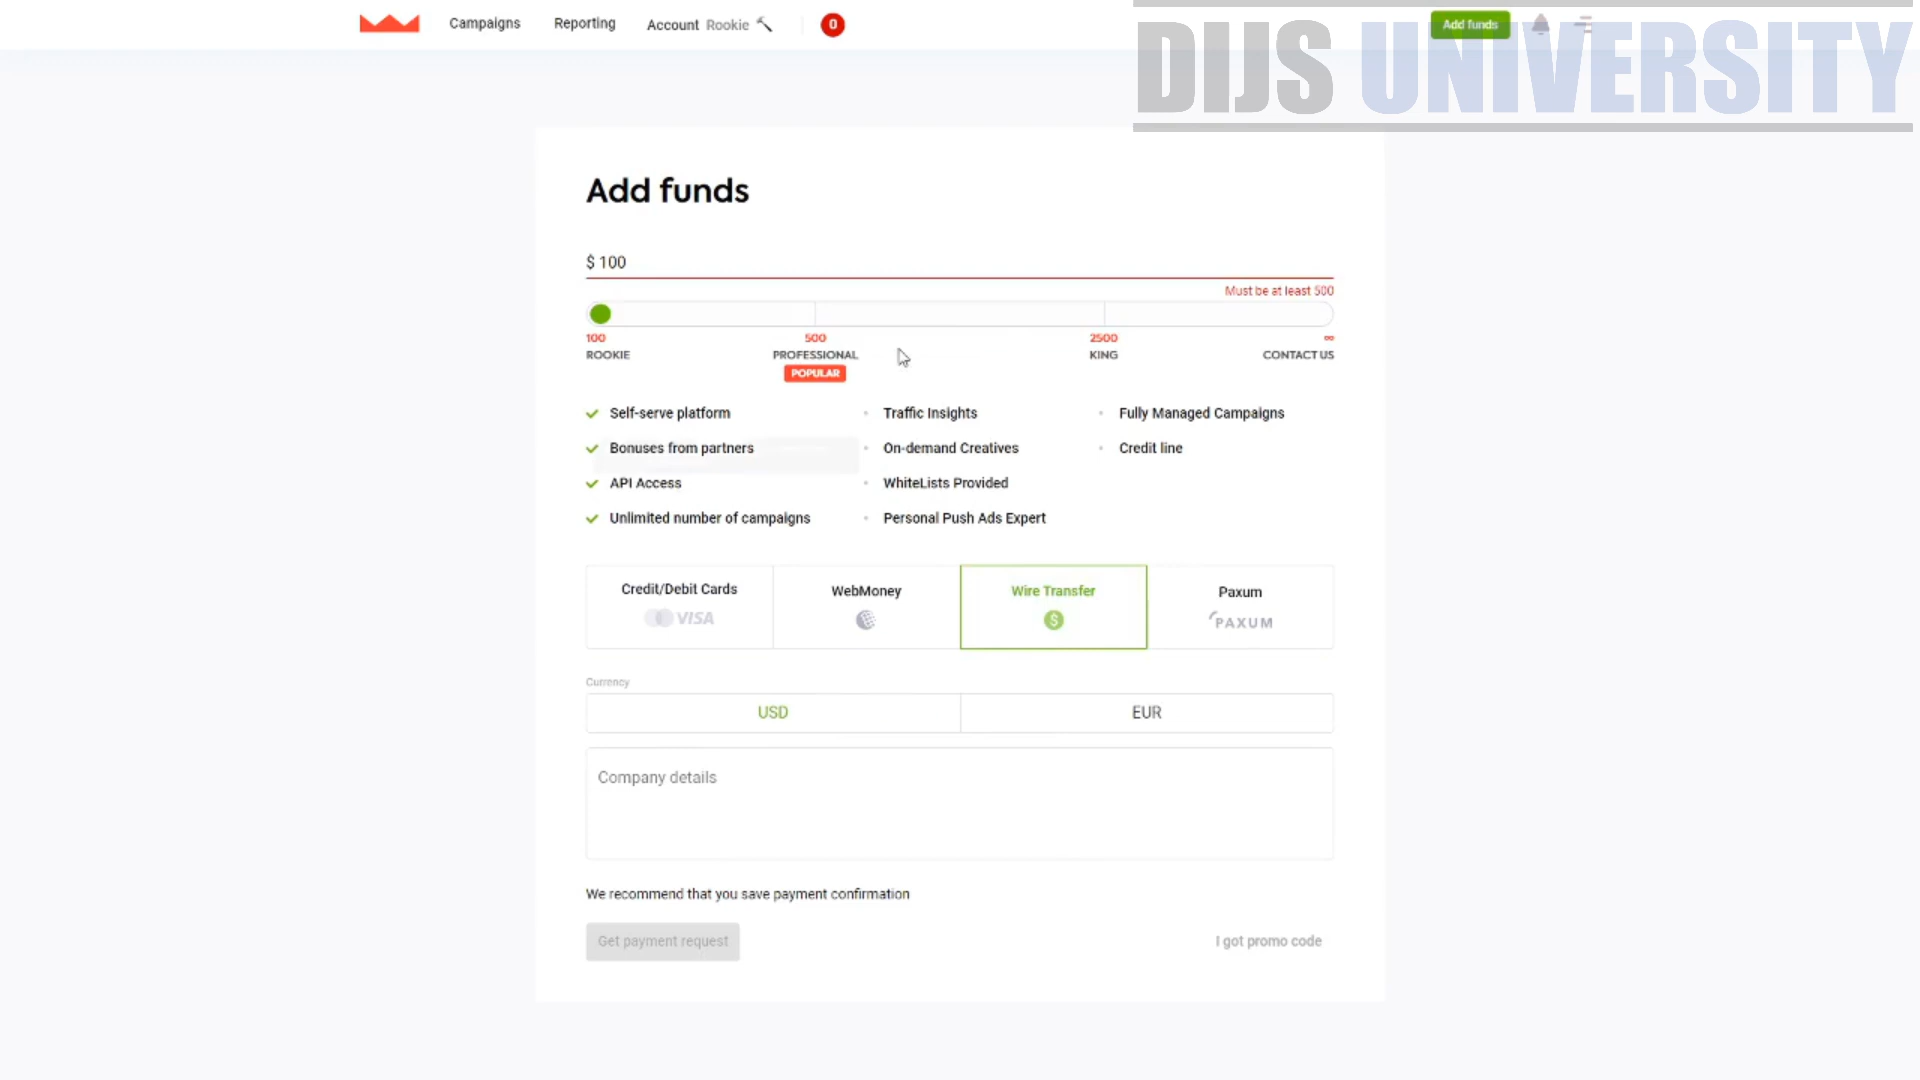 Campaigns Reporting Account Rookie 0 Add funds
DIJS UNIVERSITY
Add funds
$ 100
Must be at least 500
100 500 2500 ∞
ROOKIE PROFESSIONAL KING CONTACT US
POPULAR
Self-serve platform Traffic Insights Fully Managed Campaigns
Bonuses from partners On-demand Creatives Credit line
API Access WhiteLists Provided
Unlimited number of campaigns Personal Push Ads Expert
Credit/Debit Cards WebMoney Wire Transfer Paxum
VISA $ PAXUM
Currency
USD EUR
Company details
We recommend that you save payment confirmation
Get payment request I got promo code